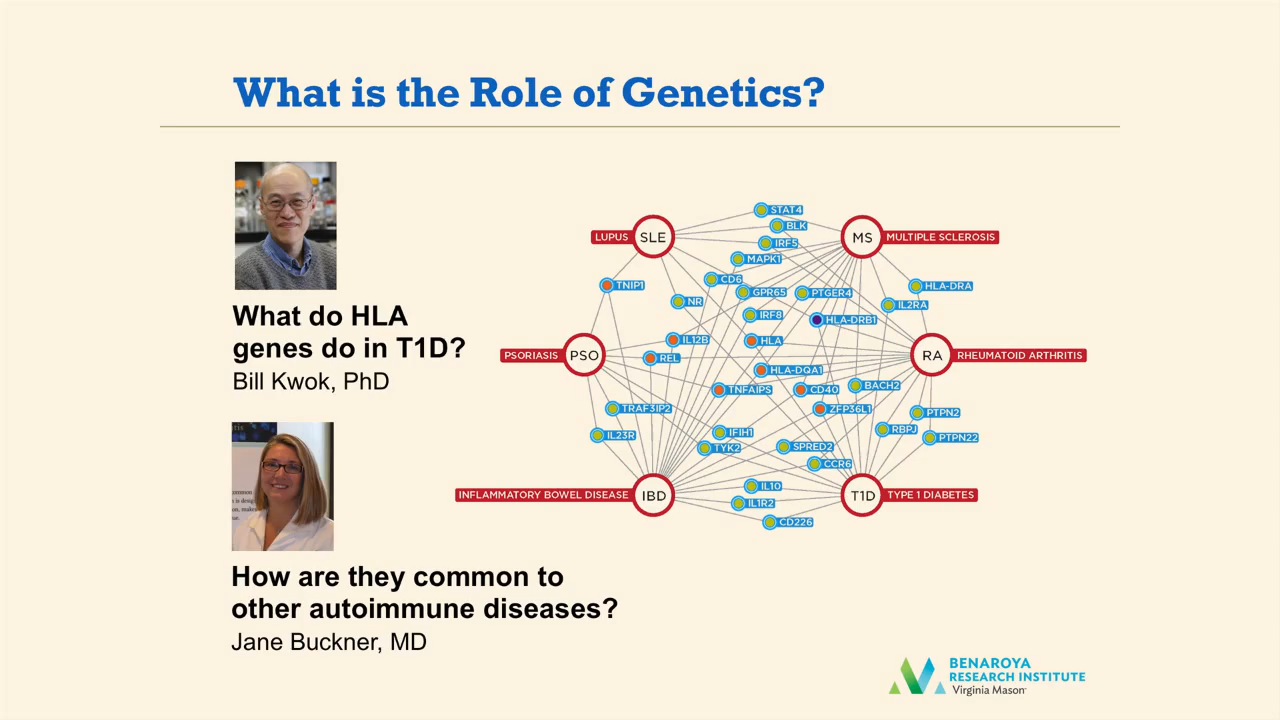 What is the Role of Genetics?
What do HLA
genes do in T1D?
Bill Kwok, PhD
How are they common to
other autoimmune diseases?
Jane Buckner, MD
STAT4
BLK
LUPUS SLE
MS MULTIPLE SCLEROSIS
IRF5
MAPK1
CD6
TNIP1
HLA-DRA
GPR65
PTGER4
NR
IL2RA
IRF8
HLA-DRB1
IL12B
HLA
PSORIASIS PSO
RA RHEUMATOID ARTHRITIS
REL
HLA-DQA1
BACH2
TNFAIPS
CD40
TRAF3IP2
ZFP36L1
PTPN2
RBPJ
IL23R
IFIH1
PTPN22
TYK2
SPRED2
CCR6
IL10
INFLAMMATORY BOWEL DISEASE IBD
T1D TYPE 1 DIABETES
IL1R2
CD226
BENAROYA
RESEARCH INSTITUTE
Virginia Mason